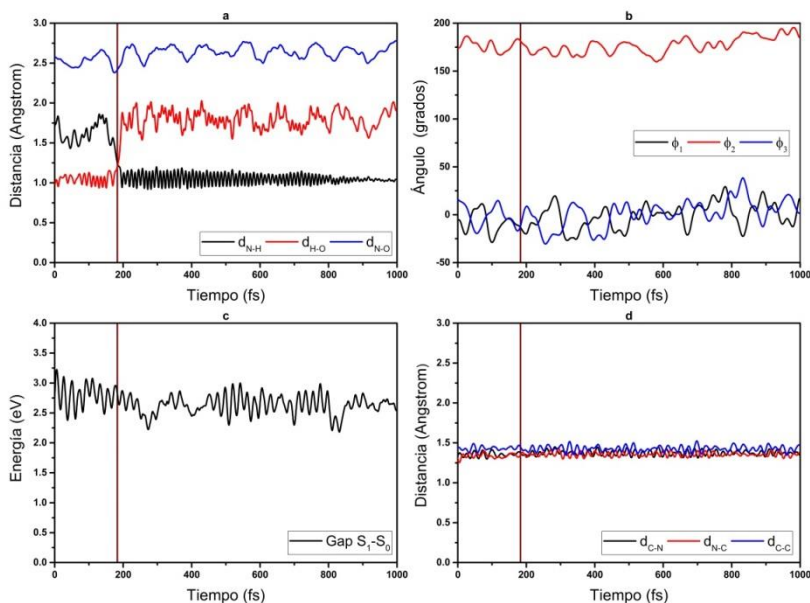 a
3.0
2.5
2.0
1.5
1.0
0.5
0.0
Distancia (Angstrom)
d_N-H d_H-O d_N-O
0 200 400 600 800 1000
Tiempo (fs)
b
200
150
100
50
0
-50
Ángulo (grados)
ϕ₁ ϕ₂ ϕ₃
0 200 400 600 800 1000
Tiempo (fs)
c
4.0
3.5
3.0
2.5
2.0
1.5
1.0
0.5
0.0
Energía (eV)
Gap S₁-S₀
0 200 400 600 800 1000
Tiempo (fs)
d
3.0
2.5
2.0
1.5
1.0
0.5
0.0
Distancia (Angstrom)
d_C-N d_N-C d_C-C
0 200 400 600 800 1000
Tiempo (fs)